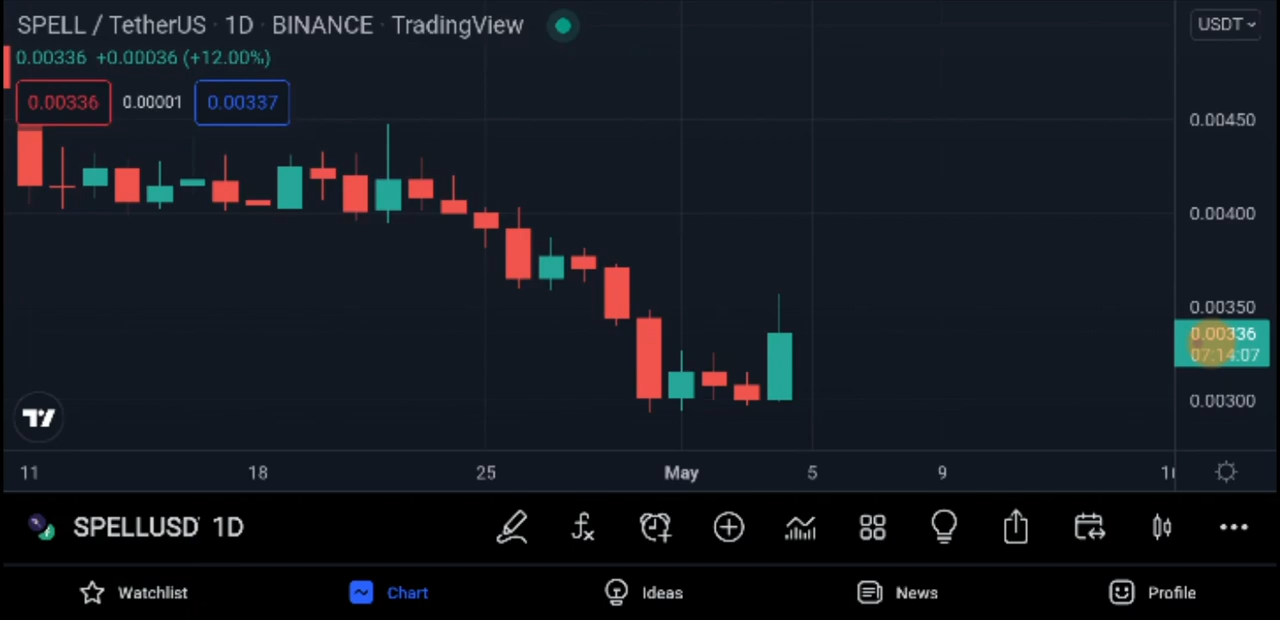 SPELL / TetherUS · 1D · BINANCE · TradingView
USDT
0.00336 +0.00036 (+12.00%)
0.00336 0.00001 0.00337
0.00450
0.00400
0.00350
0.00336
07:14:07
0.00300
11 18 25 May 5 9
SPELLUSD 1D
Watchlist Chart Ideas News Profile